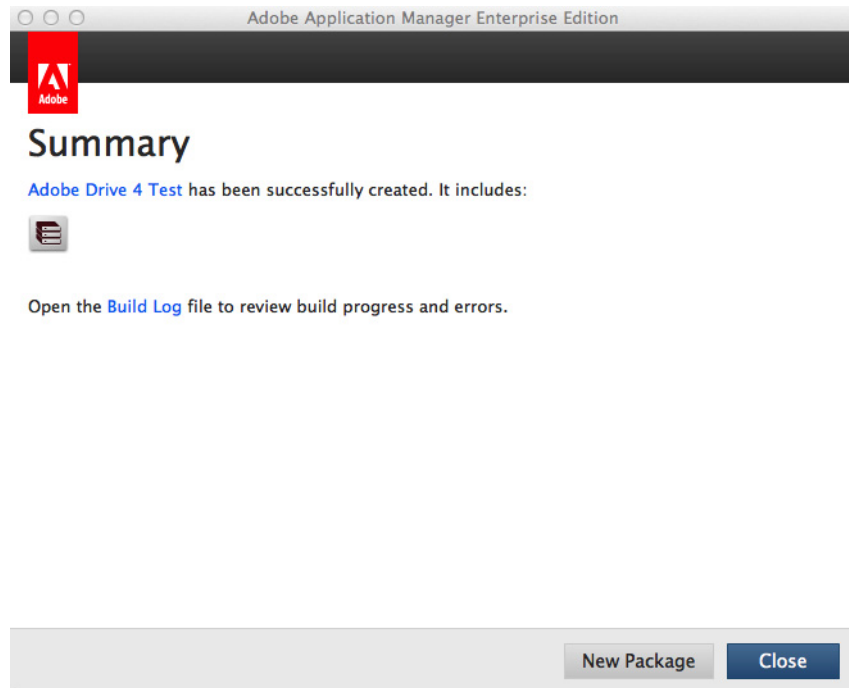 Adobe Application Manager Enterprise Edition
Adobe
Summary
Adobe Drive 4 Test has been successfully created. It includes:
Open the Build Log file to review build progress and errors.
New Package
Close